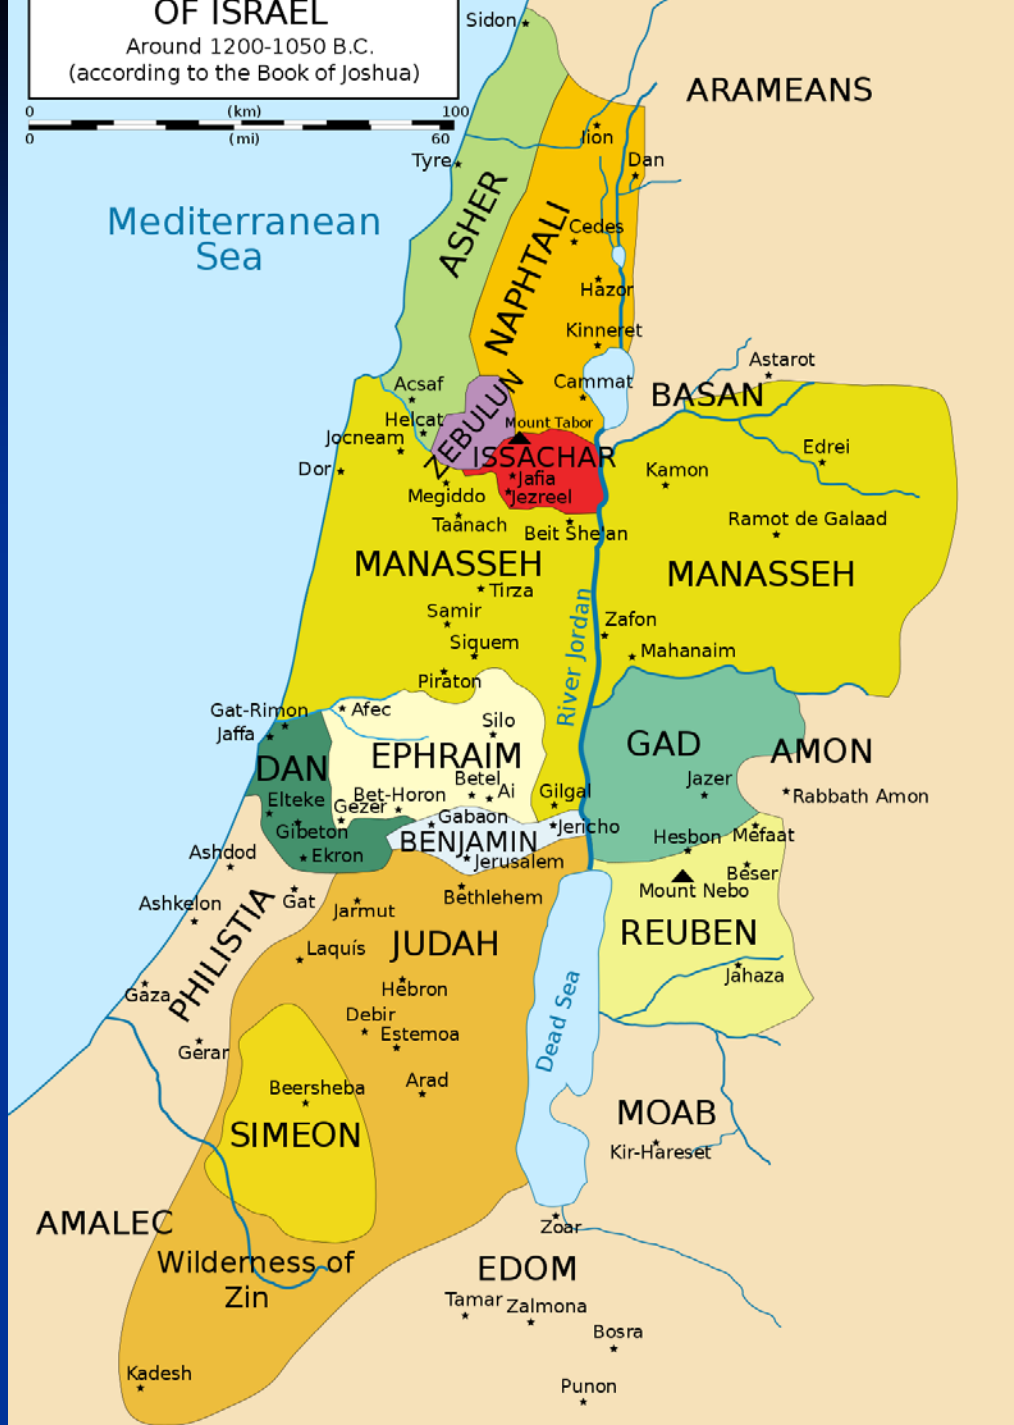 OF ISRAEL
Around 1200-1050 B.C.
(according to the Book of Joshua)
0 (km) 100
0 (mi) 60
Sidon
ARAMEANS
Iion
Tyre
Dan
Mediterranean
Sea
ASHER
NAPHTALI
Cedes
Hazor
Kinneret
Astarot
Acsaf
Cammat
BASAN
ZEBULUN
Helcat
Mount Tabor
Jocneam
Edrei
ISSACHAR
Dor
Kamon
Jafia
Megiddo
Jezreel
Taanach
Ramot de Galaad
Beit She'an
MANASSEH
MANASSEH
Tirza
Samir
Zafon
River Jordan
Siquem
Mahanaim
Piraton
Gat-Rimon
Afec
Silo
Jaffa
GAD
AMON
EPHRAIM
DAN
Betel
Jazer
Ai
Gilgal
Bet-Horon
Rabbath Amon
Elteke
Gezer
Gabaon
Jericho
Gibeton
BENJAMIN
Hesbon
Mefaat
Ashdod
Ekron
Jerusalem
Beser
Mount Nebo
Bethlehem
Ashkelon
Gat
Jarmut
PHILISTIA
REUBEN
JUDAH
Laquís
Jahaza
Gaza
Hebron
Dead Sea
Debir
Estemoa
Gerar
Arad
Beersheba
MOAB
SIMEON
Kir-Hareset
AMALEC
Zoar
Wilderness of
Zin
EDOM
Tamar
Zalmona
Bosra
Kadesh
Punon